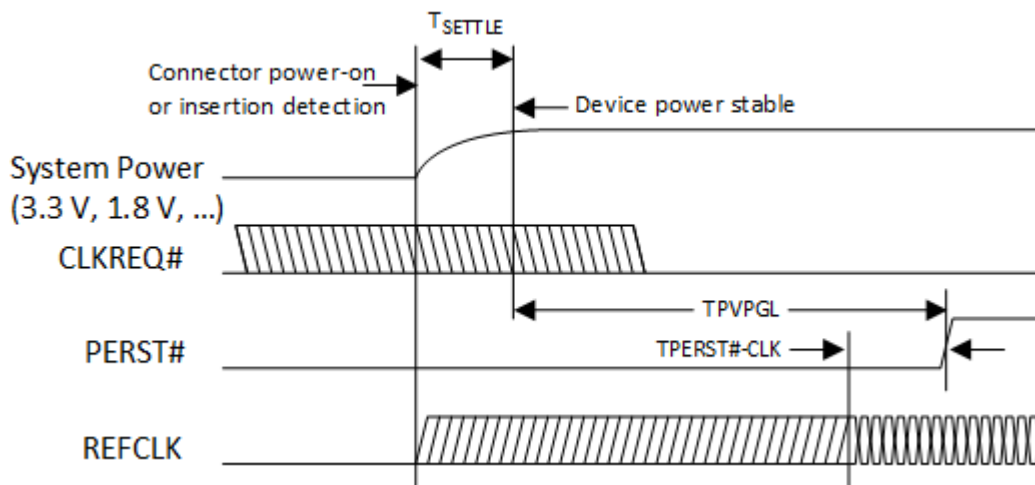 TSETTLE
Connector power-on
or insertion detection
Device power stable
System Power
(3.3 V, 1.8 V, ...)
CLKREQ#
TPVPGL
PERST#
TPERST#-CLK
REFCLK